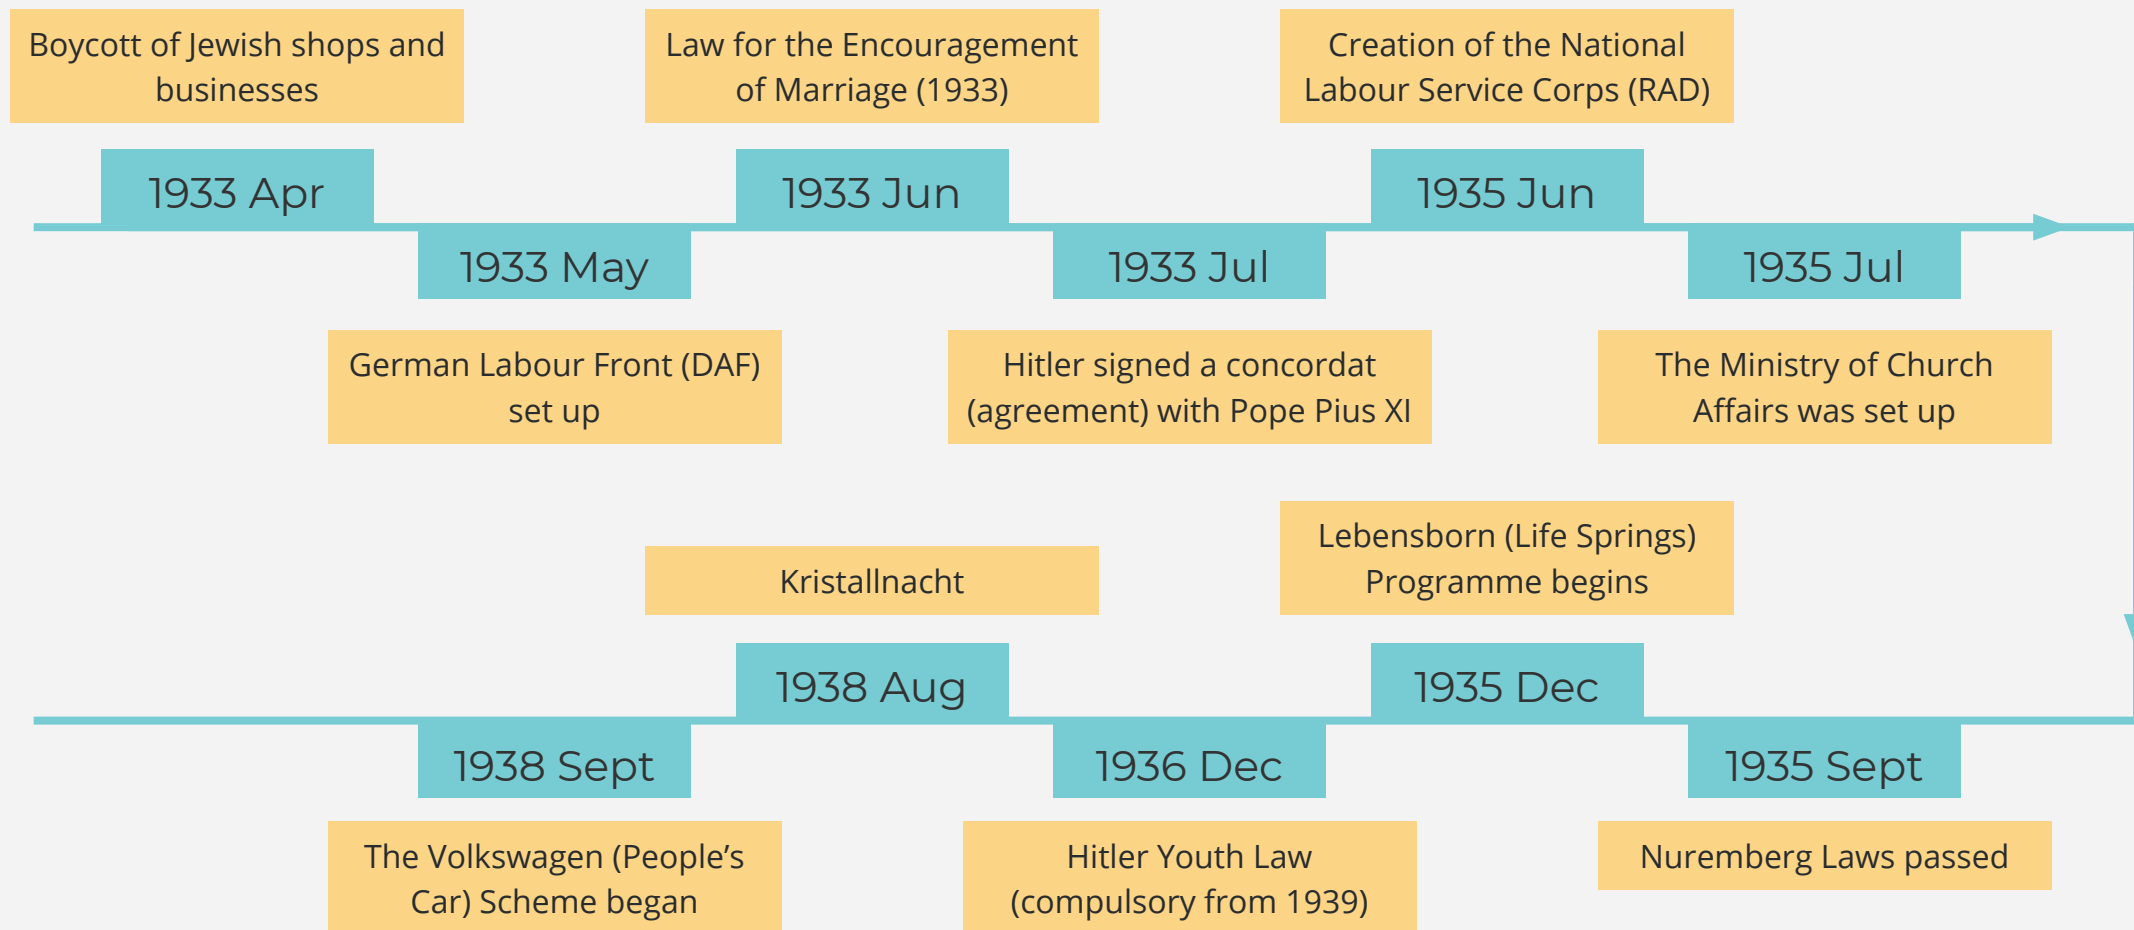 Boycott of Jewish shops and
businesses
1933 Apr
1933 May
German Labour Front (DAF)
set up
Law for the Encouragement
of Marriage (1933)
1933 Jun
1933 Jul
Hitler signed a concordat
(agreement) with Pope Pius XI
Creation of the National
Labour Service Corps (RAD)
1935 Jun
1935 Jul
The Ministry of Church
Affairs was set up
1935 Sept
Nuremberg Laws passed
Lebensborn (Life Springs)
Programme begins
1935 Dec
1936 Dec
Hitler Youth Law
(compulsory from 1939)
Kristallnacht
1938 Aug
1938 Sept
The Volkswagen (People’s
Car) Scheme began